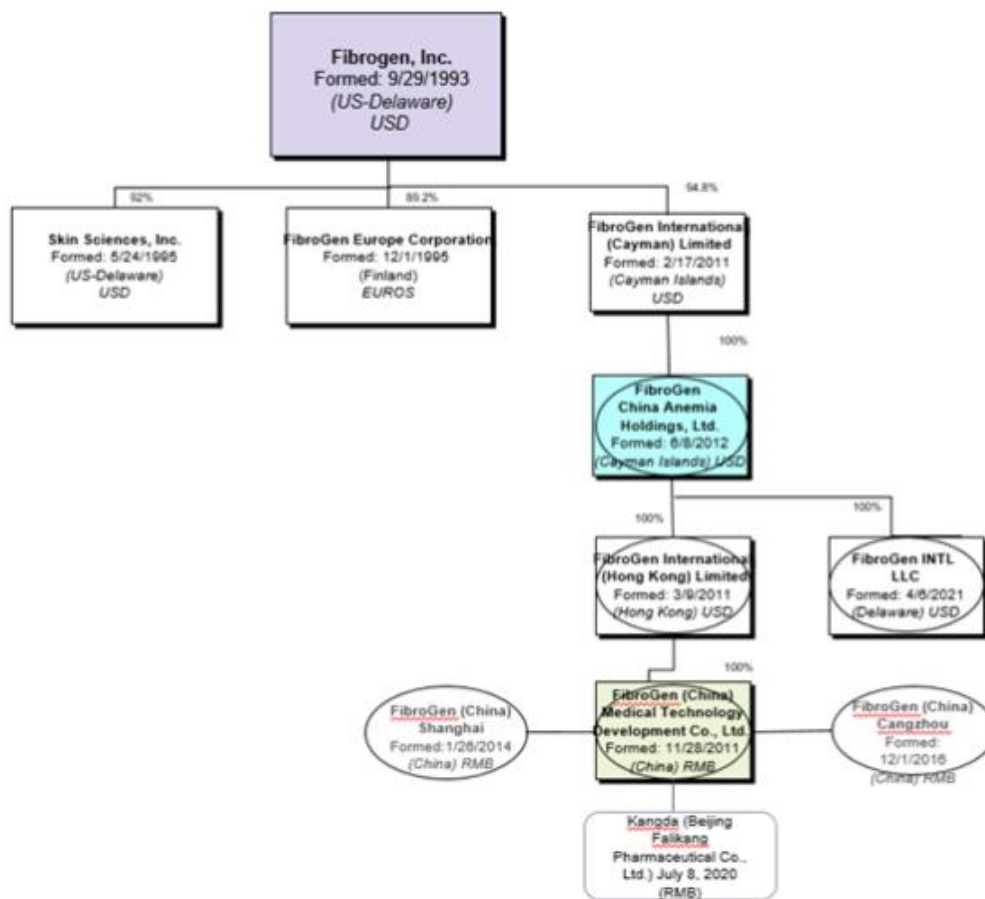 Fibrogen, Inc.
Formed: 9/29/1993
(US-Delaware)
USD
92%
89.2%
94.8%
Skin Sciences, Inc.
Formed: 5/24/1995
(US-Delaware)
USD
FibroGen Europe Corporation
Formed: 12/1/1995
(Finland)
EUROS
FibroGen International
(Cayman) Limited
Formed: 2/17/2011
(Cayman Islands)
USD
100%
FibroGen
China Anemia
Holdings, Ltd.
Formed: 6/8/2012
(Cayman Islands) USD
100%
100%
FibroGen International
(Hong Kong) Limited
Formed: 3/9/2011
(Hong Kong) USD
FibroGen INTL
LLC
Formed: 4/6/2021
(Delaware) USD
100%
FibroGen (China)
Shanghai
Formed:1/26/2014
(China) RMB
FibroGen (China)
Medical Technology
Development Co., Ltd.
Formed: 11/28/2011
(China) RMB
FibroGen (China)
Cangzhou
Formed:
12/1/2016
(China) RMB
Kangda (Beijing
Falikang
Pharmaceutical Co.,
Ltd.) July 8, 2020
(RMB)